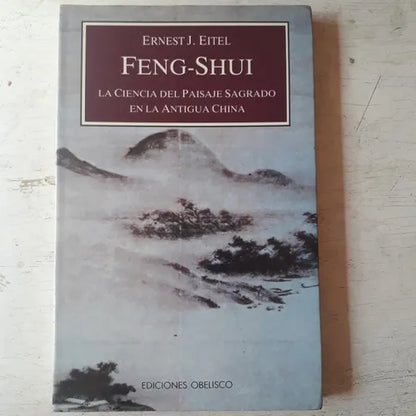 ERNEST J. EITEL
FENG-SHUI
LA CIENCIA DEL PAISAJE SAGRADO
EN LA ANTIGUA CHINA
EDICIONES OBELISCO